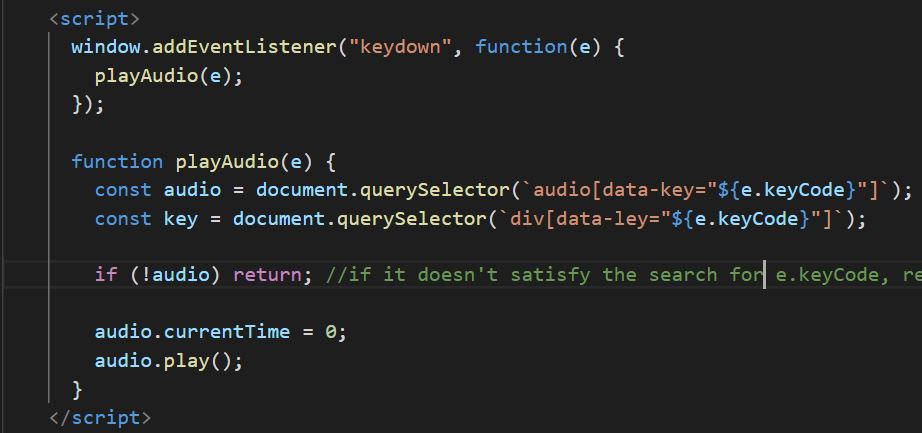 <script>
window.addEventListener("keydown", function(e) {
playAudio(e);
});
function playAudio(e) {
const audio = document.querySelector(`audio[data-key="${e.keyCode}"]`);
const key = document.querySelector(`div[data-ley="${e.keyCode}"]`);
if (!audio) return; //if it doesn't satisfy the search for e.keyCode, re
audio.currentTime = 0;
audio.play();
}
</script>